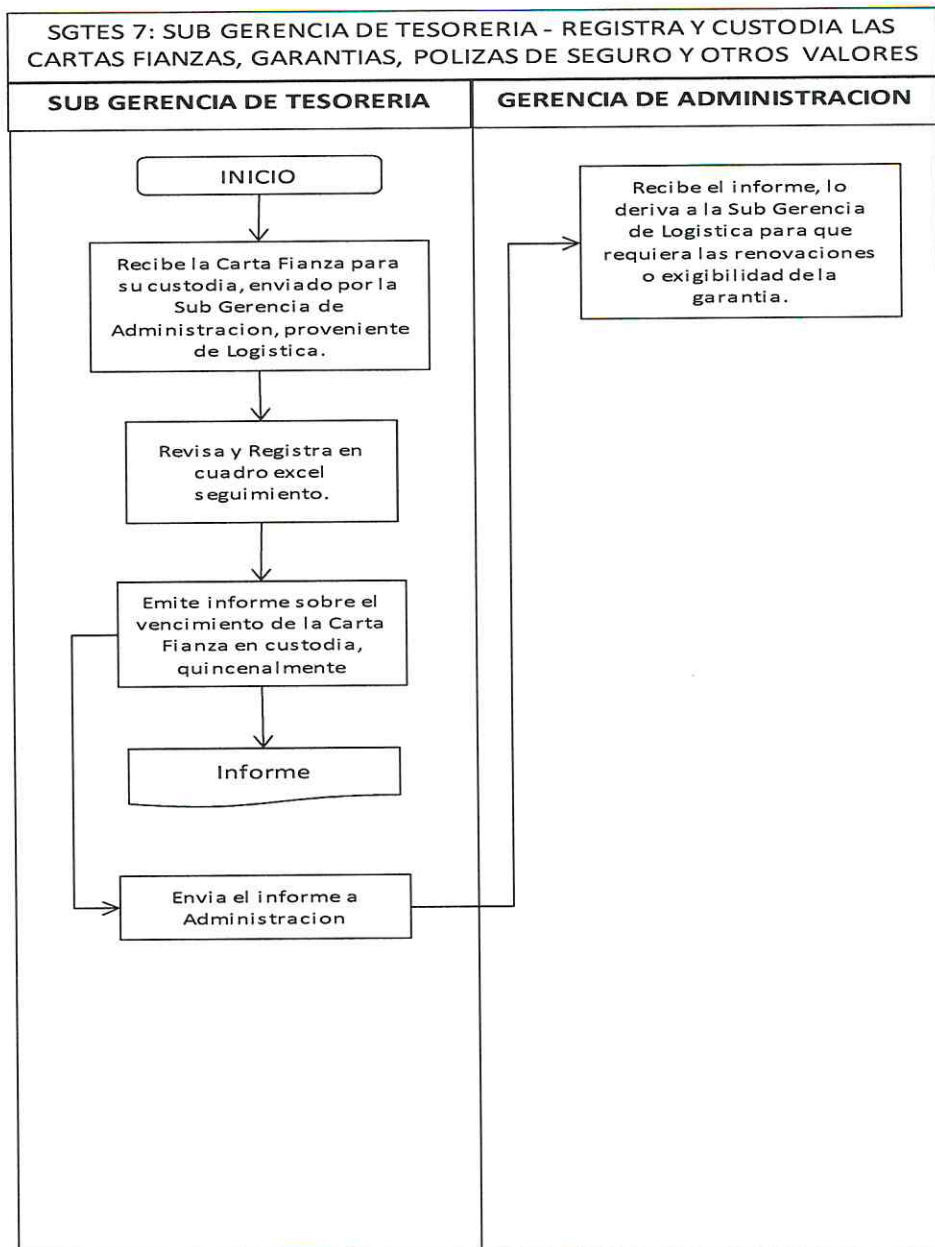 SGTES 7: SUB GERENCIA DE TESORERIA - REGISTRA Y CUSTODIA LAS
CARTAS FIANZAS, GARANTIAS, POLIZAS DE SEGURO Y OTROS VALORES
SUB GERENCIA DE TESORERIA
GERENCIA DE ADMINISTRACION
INICIO
Recibe la Carta Fianza para
su custodia, enviado por la
Sub Gerencia de
Administracion, proveniente
de Logistica.
Revisa y Registra en
cuadro excel
seguimiento.
Emite informe sobre el
vencimiento de la Carta
Fianza en custodia,
quincenalmente
Informe
Envia el informe a
Administracion
Recibe el informe, lo
deriva a la Sub Gerencia
de Logistica para que
requiera las renovaciones
o exigibilidad de la
garantia.